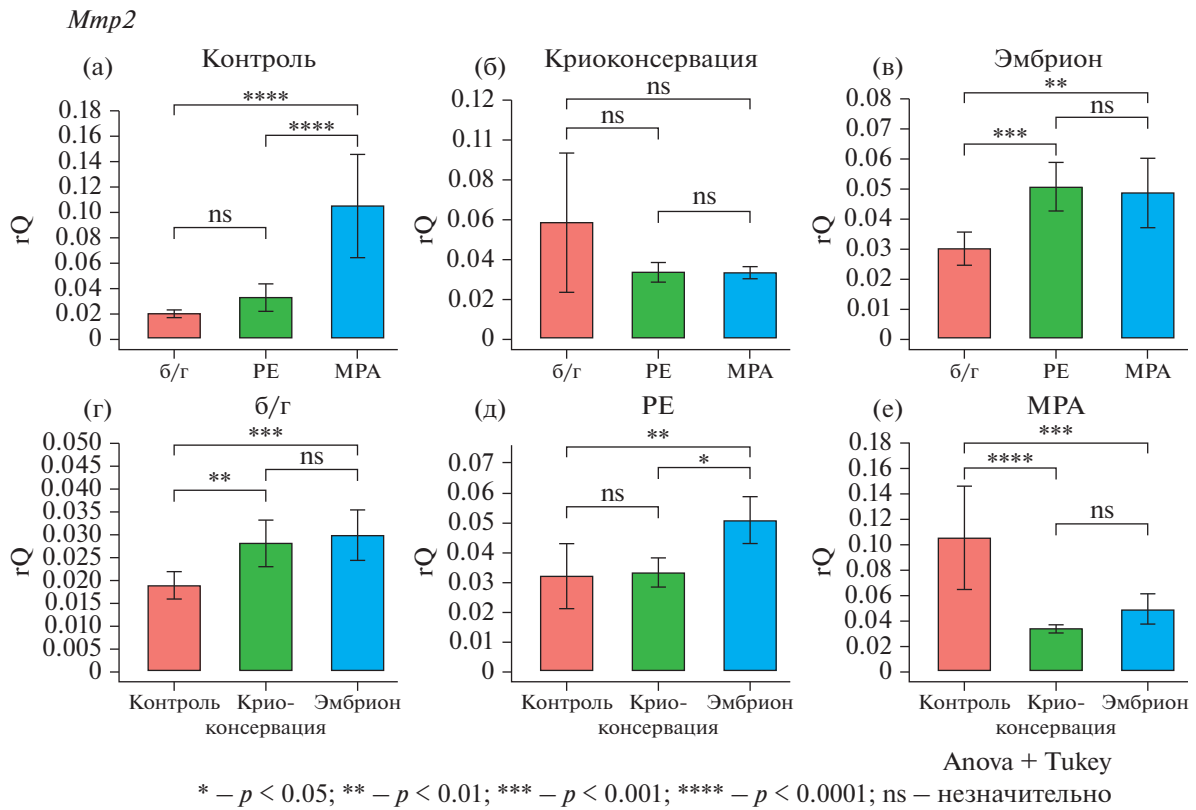 Mmp2
(а) Контроль
(б) Криоконсервация
(в) Эмбрион
rQ
0.18
0.16
0.14
0.12
0.10
0.08
0.06
0.04
0.02
0
****
****
ns
б/г PE MPA
rQ
0.12
0.10
0.08
0.06
0.04
0.02
0
ns
ns
ns
б/г PE MPA
rQ
0.08
0.07
0.06
0.05
0.04
0.03
0.02
0.01
0
**
ns
***
б/г PE MPA
(г) б/г
(д) PE
(е) MPA
rQ
0.050
0.045
0.040
0.035
0.030
0.025
0.020
0.015
0.010
0.005
0
***
ns
**
Контроль Крио- Эмбрион
консервация
rQ
0.07
0.06
0.05
0.04
0.03
0.02
0.01
0
**
*
ns
Контроль Крио- Эмбрион
консервация
rQ
0.18
0.16
0.14
0.12
0.10
0.08
0.06
0.04
0.02
0
***
****
ns
Контроль Крио- Эмбрион
консервация
Anova + Tukey
* – p < 0.05; ** – p < 0.01; *** – p < 0.001; **** – p < 0.0001; ns – незначительно